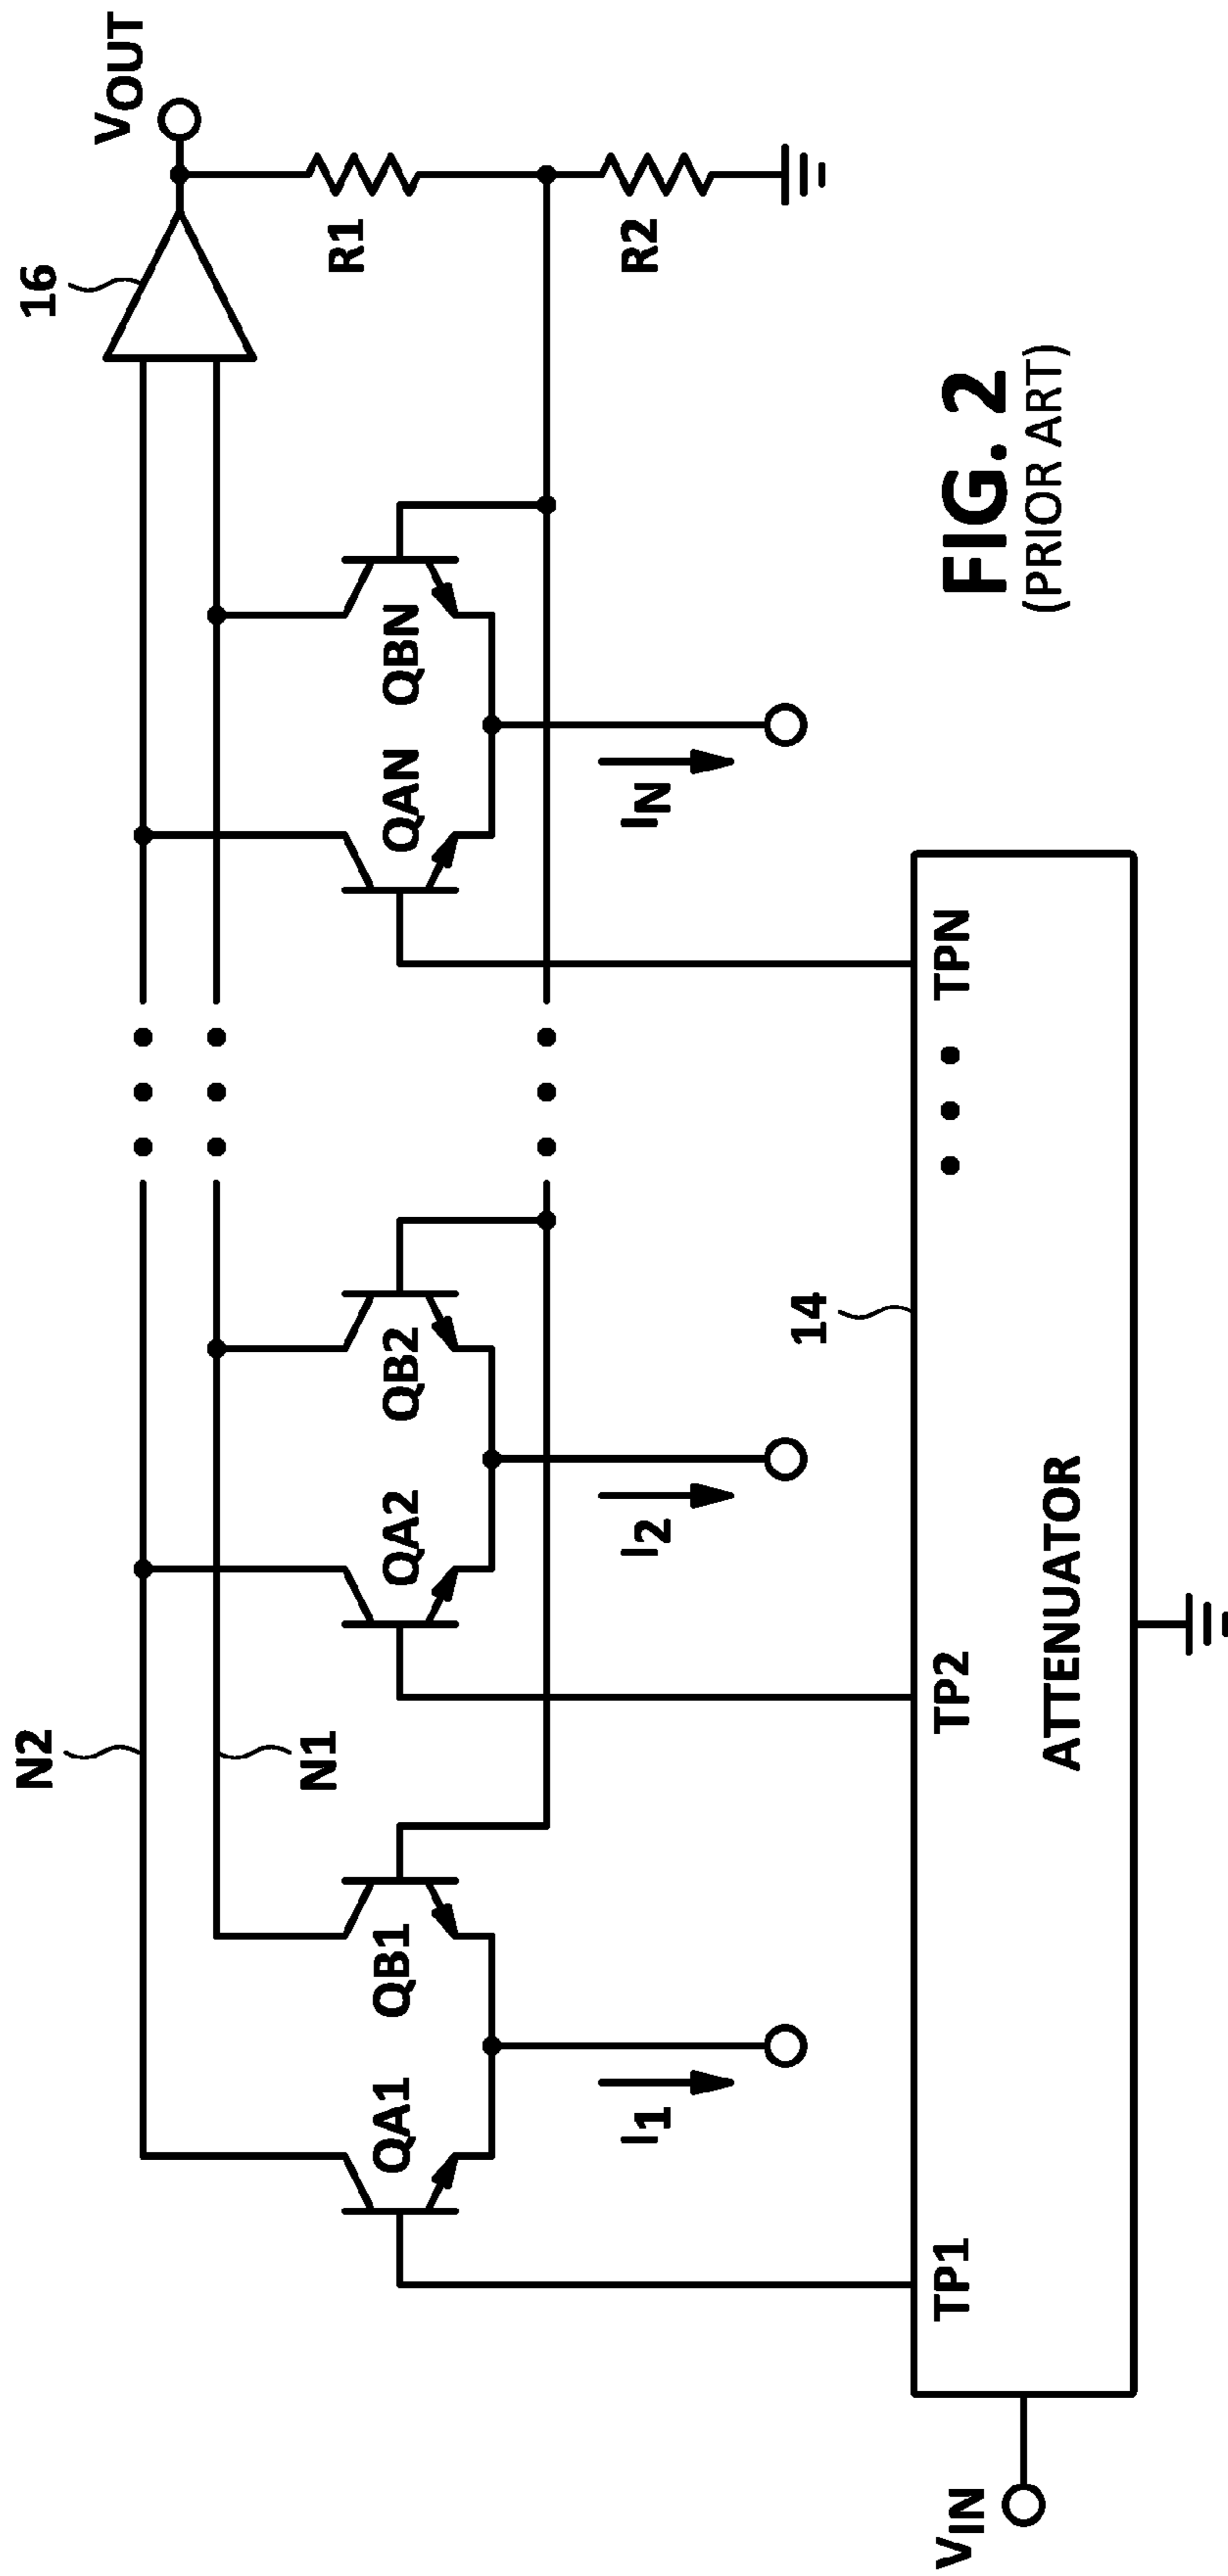 N2
16
VOUT
N1
QA1
QB1
QA2
QB2
QAN
QBN
R1
I1
I2
IN
R2
14
TP1
TP2
TPN
VIN
ATTENUATOR
FIG. 2
(PRIOR ART)